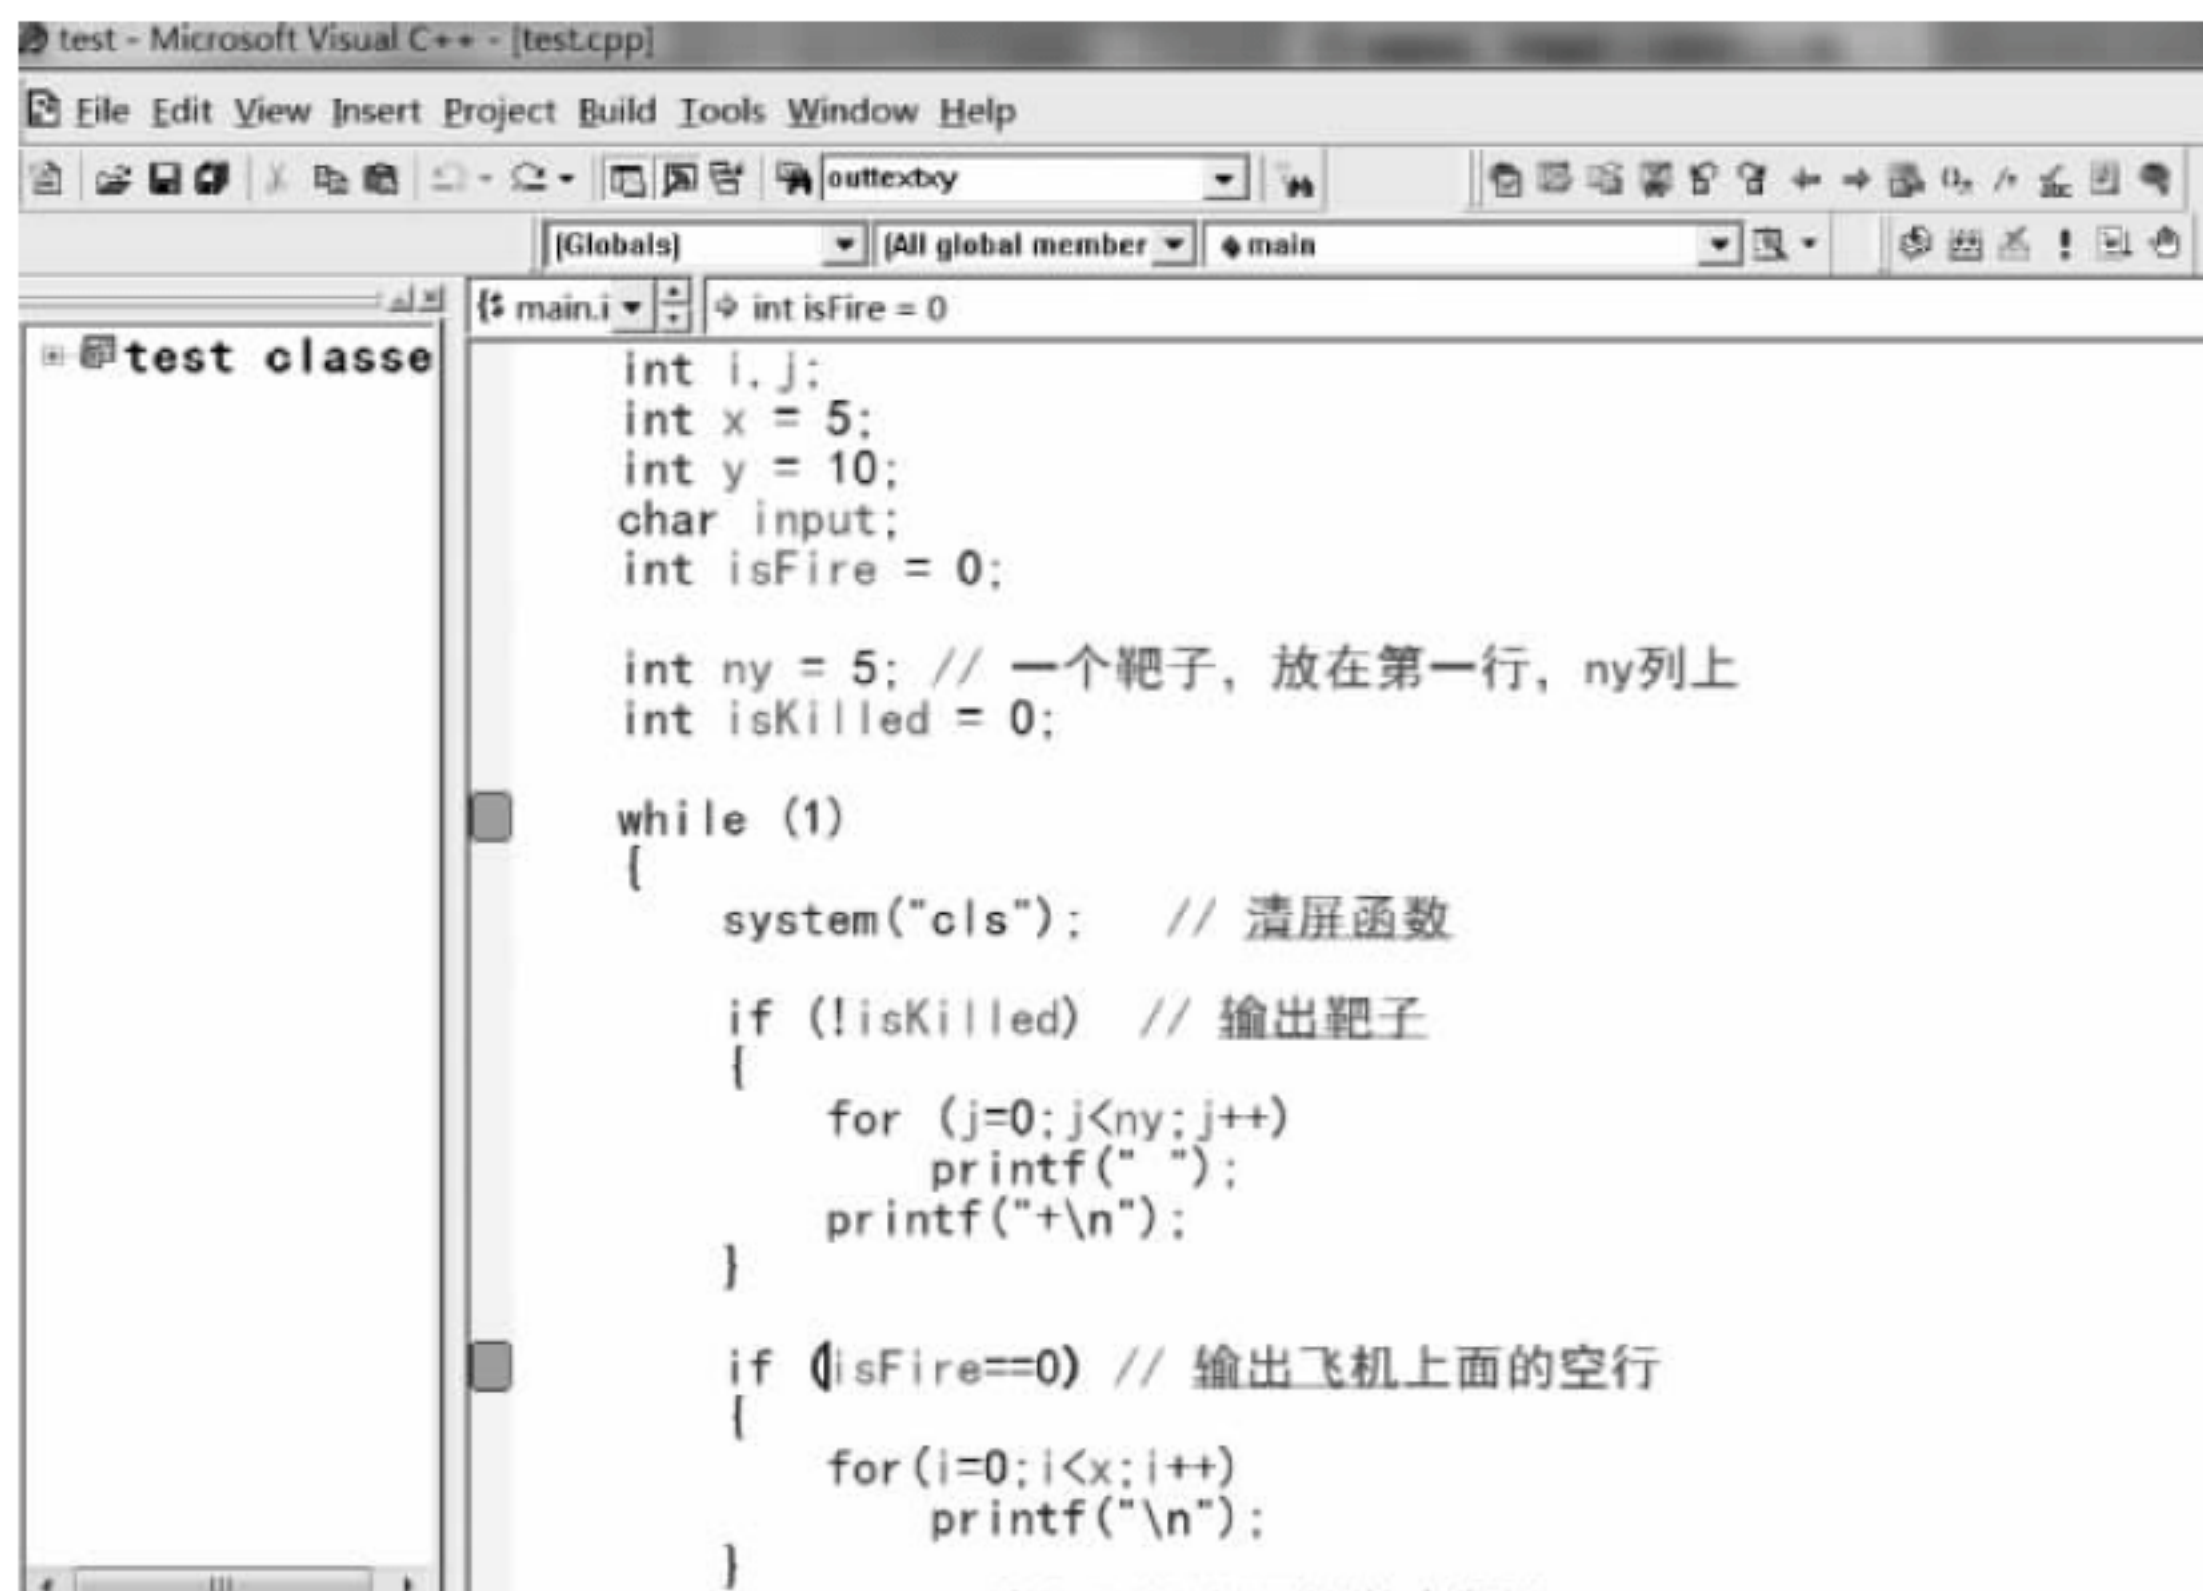 test - Microsoft Visual C++ - [test.cpp]
File Edit View Insert Project Build Tools Window Help
outtextxy
(Globals) (All global member main
main.i int isFire = 0
test classe
int i,j;
int x = 5;
int y = 10;
char input;
int isFire = 0;
int ny = 5; // 一个靶子，放在第一行，ny列上
int isKilled = 0;
while (1)
{
system("cls"); // 清屏函数
if (!isKilled) // 输出靶子
{
for (j=0;j<ny;j++)
printf(" ");
printf("+\n");
}
if (isFire==0) // 输出飞机上面的空行
{
for(i=0;i<x;i++)
printf("\n");
}